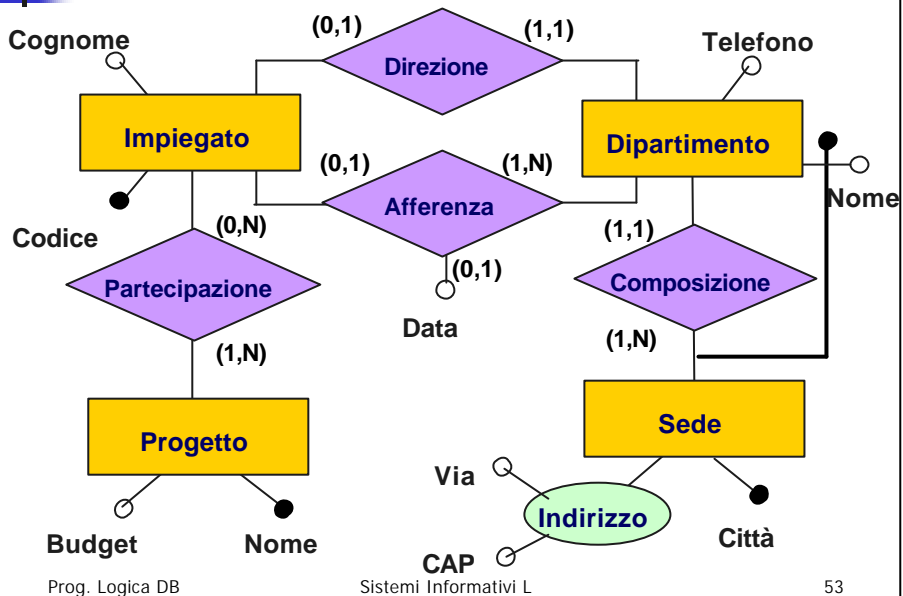 (0,1)
(1,1)
Cognome
Telefono
Direzione
Impiegato
Dipartimento
(0,1)
(1,N)
Afferenza
Nome
Codice
(0,N)
(1,1)
(0,1)
Partecipazione
Composizione
Data
(1,N)
(1,N)
Progetto
Sede
Via
Indirizzo
Budget
Nome
Città
CAP
Prog. Logica DB
Sistemi Informativi L
53